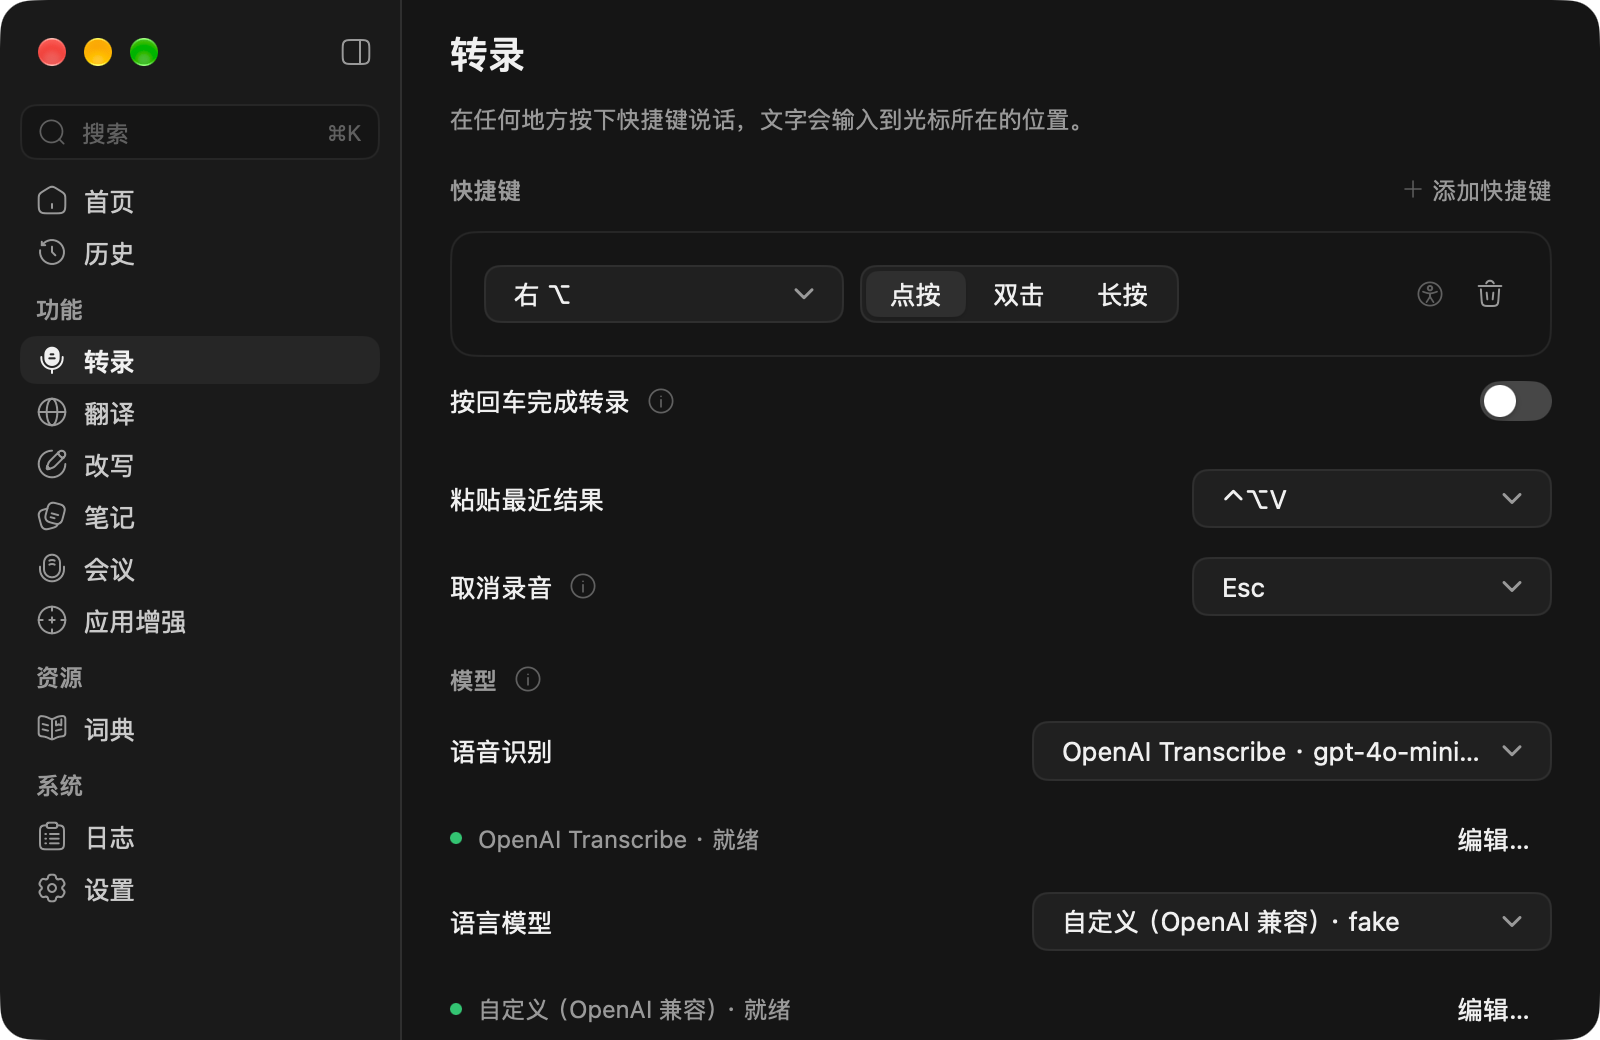 搜索 ⌘K
首页
历史
功能
转录
翻译
改写
笔记
会议
应用增强
资源
词典
系统
日志
设置
转录
在任何地方按下快捷键说话，文字会输入到光标所在的位置。
快捷键 + 添加快捷键
右 ⌥ 点按 双击 长按
按回车完成转录
粘贴最近结果 ^⌥V
取消录音 Esc
模型
语音识别 OpenAI Transcribe · gpt-4o-mini...
OpenAI Transcribe · 就绪 编辑...
语言模型 自定义（OpenAI 兼容）· fake
自定义（OpenAI 兼容）· 就绪 编辑...